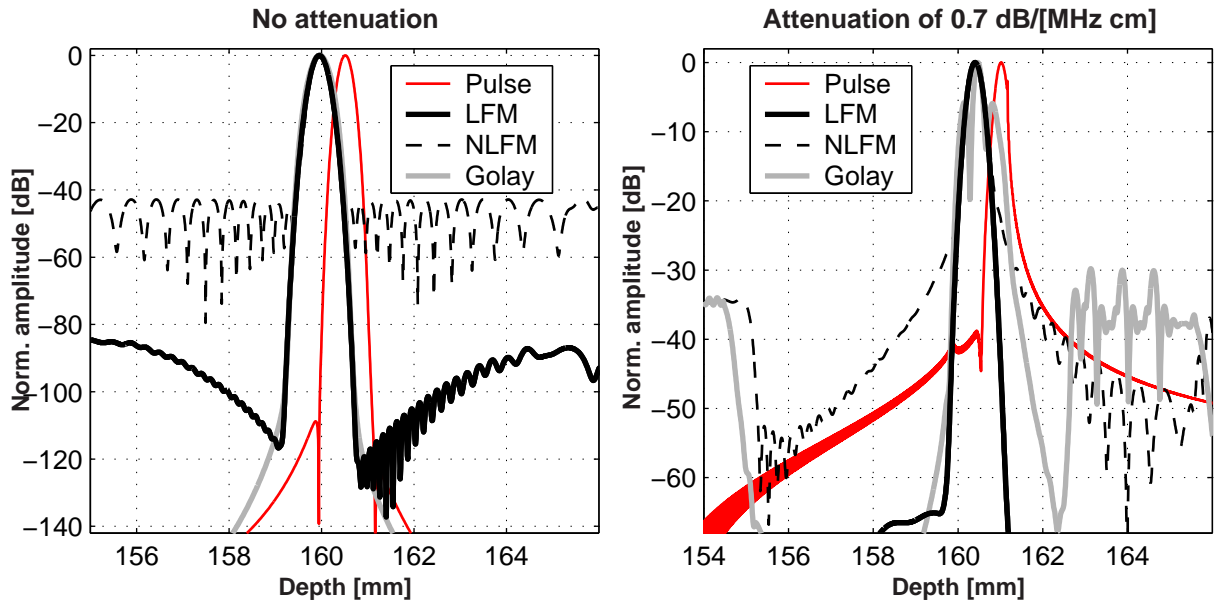 No attenuation
Norm. amplitude [dB]
0
−20
−40
−60
−80
−100
−120
−140
156
158
160
162
164
Depth [mm]
Pulse
LFM
NLFM
Golay
Attenuation of 0.7 dB/[MHz cm]
Norm. amplitude [dB]
0
−10
−20
−30
−40
−50
−60
154
156
158
160
162
164
Depth [mm]
Pulse
LFM
NLFM
Golay